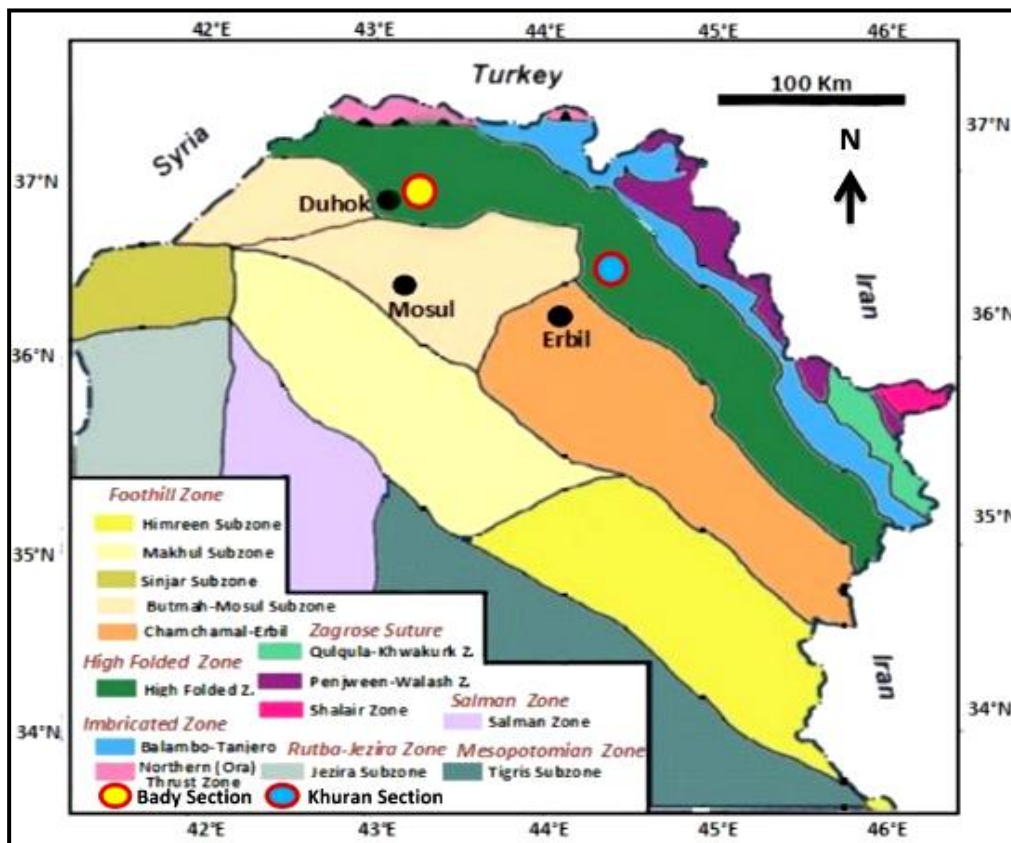 42°E 43°E 44°E 45°E 46°E
Turkey
100 Km
37°N
Syria
N
37°N
Duhok
Iran
Mosul
36°N
Erbil
36°N
Foothill Zone
Himreen Subzone
35°N
Makhul Subzone
35°N
Sinjar Subzone
Butmah-Mosul Subzone
Chamchamal-Erbil
Zagrose Suture
Qulqula-Khwakurk Z.
High Folded Zone
Iran
High Folded Z.
Penjween-Walash Z.
Salman Zone
34°N
Shalair Zone
Salman Zone
Imbricated Zone
34°N
Balambo-Tanjero
Rutba-Jezira Zone
Mesopotomian Zone
Northern (Ora)
Thrust Zone
Jezira Subzone
Tigris Subzone
Bady Section
Khuran Section
42°E 43°E 44°E 45°E 46°E